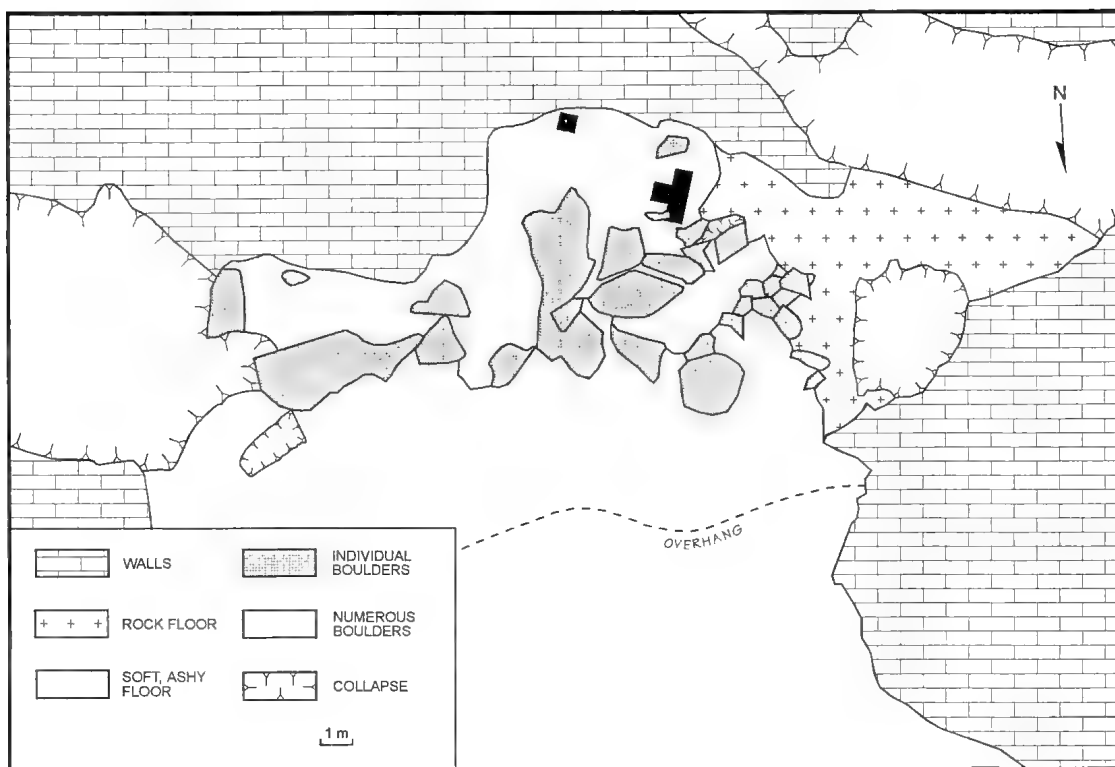 N
OVERHANG
WALLS
INDIVIDUAL
BOULDERS
ROCK FLOOR
NUMEROUS
BOULDERS
SOFT, ASHY
FLOOR
COLLAPSE
1 m